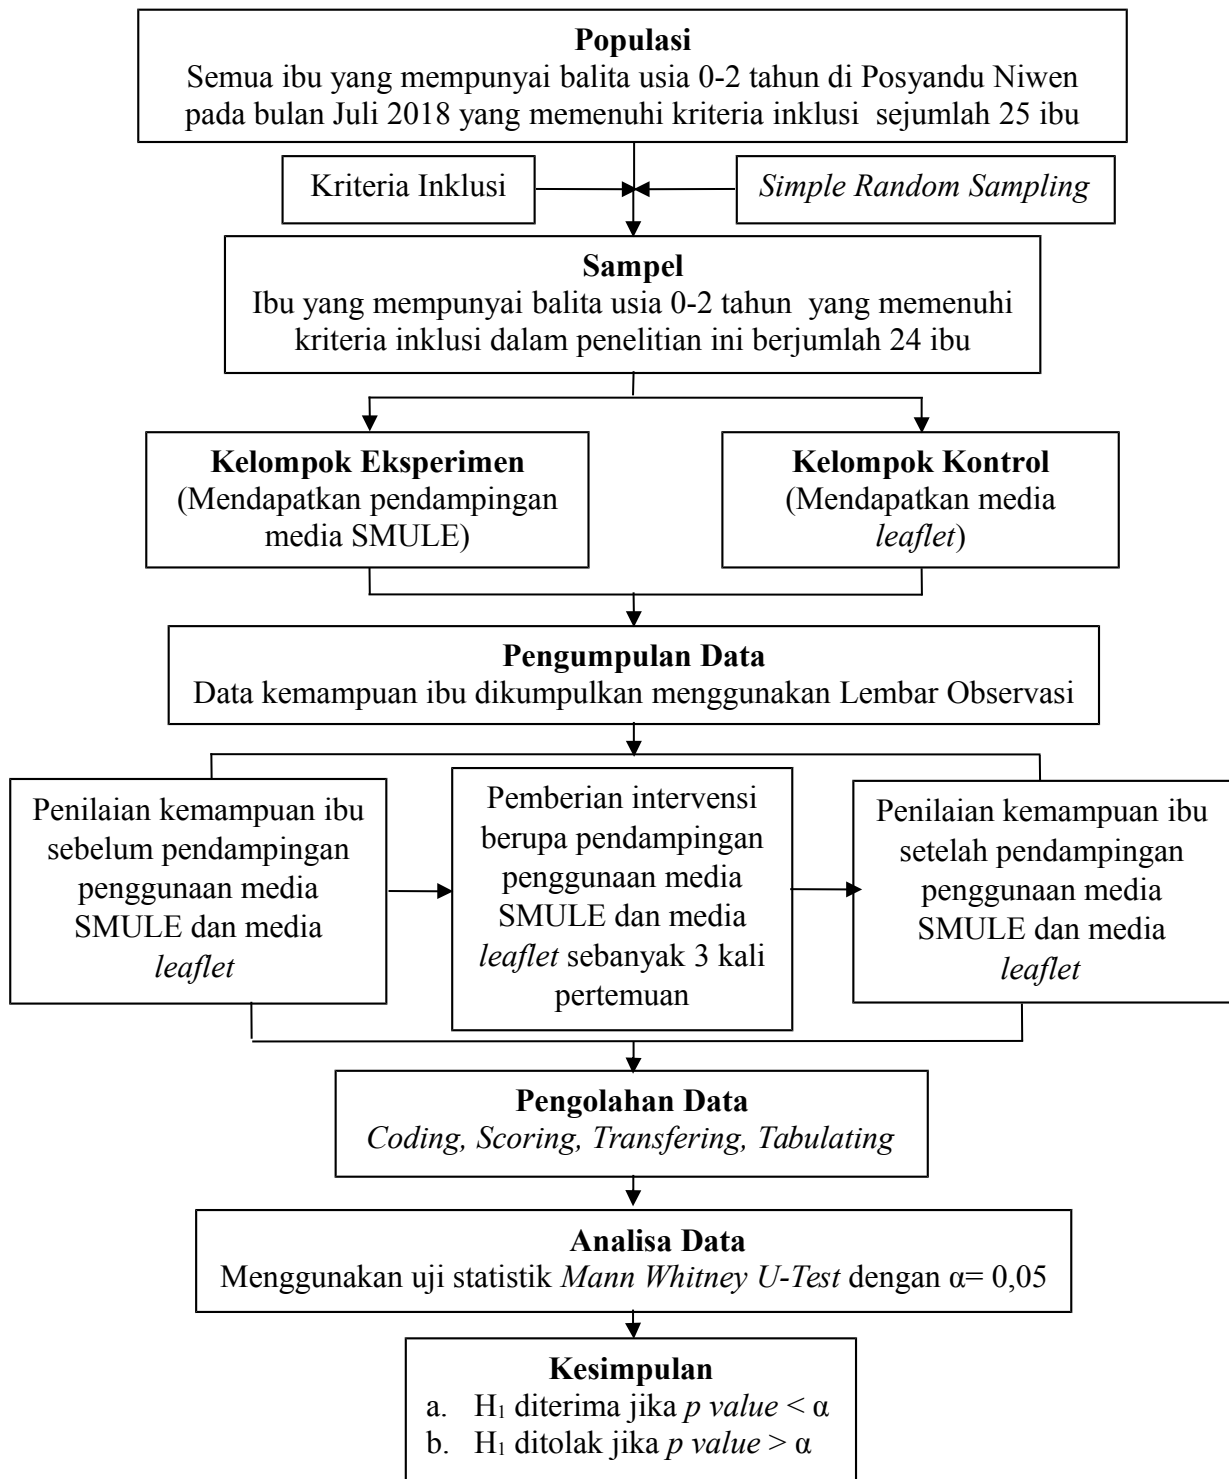 Populasi
Semua ibu yang mempunyai balita usia 0-2 tahun di Posyandu Niwen
pada bulan Juli 2018 yang memenuhi kriteria inklusi sejumlah 25 ibu
Kriteria Inklusi
Simple Random Sampling
Sampel
Ibu yang mempunyai balita usia 0-2 tahun yang memenuhi
kriteria inklusi dalam penelitian ini berjumlah 24 ibu
Kelompok Eksperimen
(Mendapatkan pendampingan
media SMULE)
Kelompok Kontrol
(Mendapatkan media
leaflet)
Pengumpulan Data
Data kemampuan ibu dikumpulkan menggunakan Lembar Observasi
Penilaian kemampuan ibu
sebelum pendampingan
penggunaan media
SMULE dan media
leaflet
Pemberian intervensi
berupa pendampingan
penggunaan media
SMULE dan media
leaflet sebanyak 3 kali
pertemuan
Penilaian kemampuan ibu
setelah pendampingan
penggunaan media
SMULE dan media
leaflet
Pengolahan Data
Coding, Scoring, Transfering, Tabulating
Analisa Data
Menggunakan uji statistik Mann Whitney U-Test dengan α= 0,05
Kesimpulan
a. H₁ diterima jika p value < α
b. H₁ ditolak jika p value > α